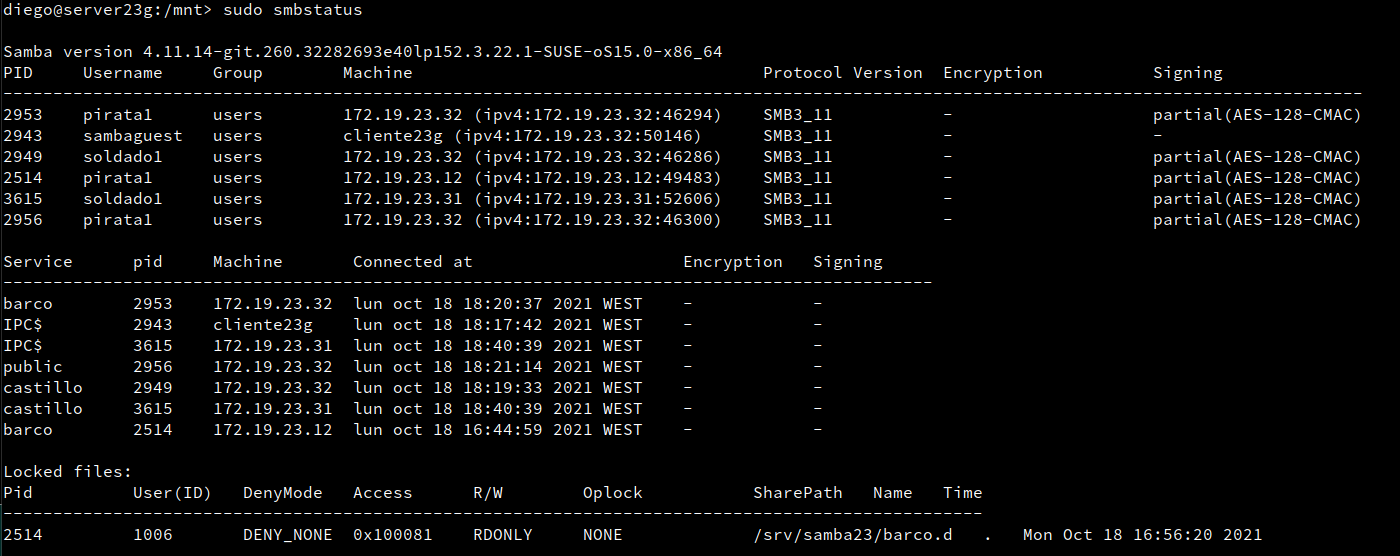 diego@server23g:/mnt> sudo smbstatus
Samba version 4.11.14-git.260.32282693e40lp152.3.22.1-SUSE-oS15.0-x86_64
PID     Username     Group        Machine                                   Protocol Version  Encryption           Signing
----------------------------------------------------------------------------------------------------------------------------------------
2953    pirata1      users        172.19.23.32 (ipv4:172.19.23.32:46294)    SMB3_11           -                    partial(AES-128-CMAC)
2943    sambaguest   users        cliente23g (ipv4:172.19.23.32:50146)      SMB3_11           -                    -
2949    soldado1     users        172.19.23.32 (ipv4:172.19.23.32:46286)    SMB3_11           -                    partial(AES-128-CMAC)
2514    pirata1      users        172.19.23.12 (ipv4:172.19.23.12:49483)    SMB3_11           -                    partial(AES-128-CMAC)
3615    soldado1     users        172.19.23.31 (ipv4:172.19.23.31:52606)    SMB3_11           -                    partial(AES-128-CMAC)
2956    pirata1      users        172.19.23.32 (ipv4:172.19.23.32:46300)    SMB3_11           -                    partial(AES-128-CMAC)
Service      pid     Machine       Connected at                     Encryption   Signing
---------------------------------------------------------------------------------------------
barco        2953    172.19.23.32  lun oct 18 18:20:37 2021 WEST    -            -
IPC$         2943    cliente23g    lun oct 18 18:17:42 2021 WEST    -            -
IPC$         3615    172.19.23.31  lun oct 18 18:40:39 2021 WEST    -            -
public       2956    172.19.23.32  lun oct 18 18:21:14 2021 WEST    -            -
castillo     2949    172.19.23.32  lun oct 18 18:19:33 2021 WEST    -            -
castillo     3615    172.19.23.31  lun oct 18 18:40:39 2021 WEST    -            -
barco        2514    172.19.23.12  lun oct 18 16:44:59 2021 WEST    -            -
Locked files:
Pid          User(ID)   DenyMode   Access      R/W        Oplock           SharePath   Name   Time
--------------------------------------------------------------------------------------------------
2514         1006       DENY_NONE  0x100081    RDONLY     NONE             /srv/samba23/barco.d   .   Mon Oct 18 16:56:20 2021